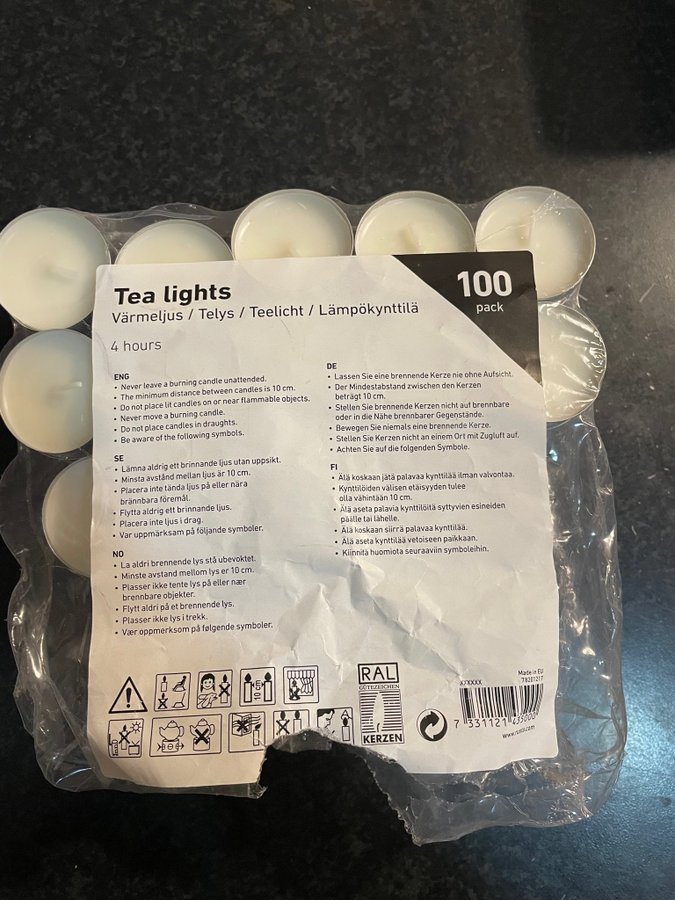 Tea lights
Värmeljus / Telys / Teelicht / Lämpökynttilä
4 hours
100
pack
ENG
• Never leave a burning candle unattended.
• The minimum distance between candles is 10 cm.
• Do not place lit candles on or near flammable objects.
• Never move a burning candle.
• Do not place candles in draughts.
• Be aware of the following symbols.
SE
• Lämna aldrig ett brinnande ljus utan uppsikt.
• Minsta avstånd mellan ljus är 10 cm.
• Placera inte tända ljus på eller nära
brännbara föremål.
• Flytta aldrig ett brinnande ljus.
• Placera inte ljus i drag.
• Var uppmärksam på följande symboler.
NO
• La aldri brennende lys stå ubevoktet.
• Minste avstand mellom lys er 10 cm.
• Plasser ikke tente lys på eller nær
brennbare objekter.
• Flytt aldri på et brennende lys.
• Plasser ikke lys i trekk.
• Vær oppmerksom på følgende symboler.
DE
• Lassen Sie eine brennende Kerze nie ohne Aufsicht.
• Der Mindestabstand zwischen den Kerzen
beträgt 10 cm.
• Stellen Sie brennende Kerzen nicht auf brennbare
oder in die Nähe brennbarer Gegenstände.
• Bewegen Sie niemals eine brennende Kerze.
• Stellen Sie Kerzen nicht an einem Ort mit Zugluft auf.
• Achten Sie auf die folgenden Symbole.
FI
• Älä koskaan jätä palavaa kynttilää ilman valvontaa.
• Kynttilöiden välisen etäisyyden tulee
olla vähintään 10 cm.
• Älä aseta palavia kynttilöitä syttyvien esineiden
päälle tai lähelle.
• Älä koskaan siirrä palavaa kynttilää.
• Älä aseta kynttilää vetoiseen paikkaan.
• Kiinnitä huomiota seuraaviin symboleihin.
RAL
GÜTEZEICHEN
KERZEN
Made in EU
78201217
XXXXXX
7 331121 435000